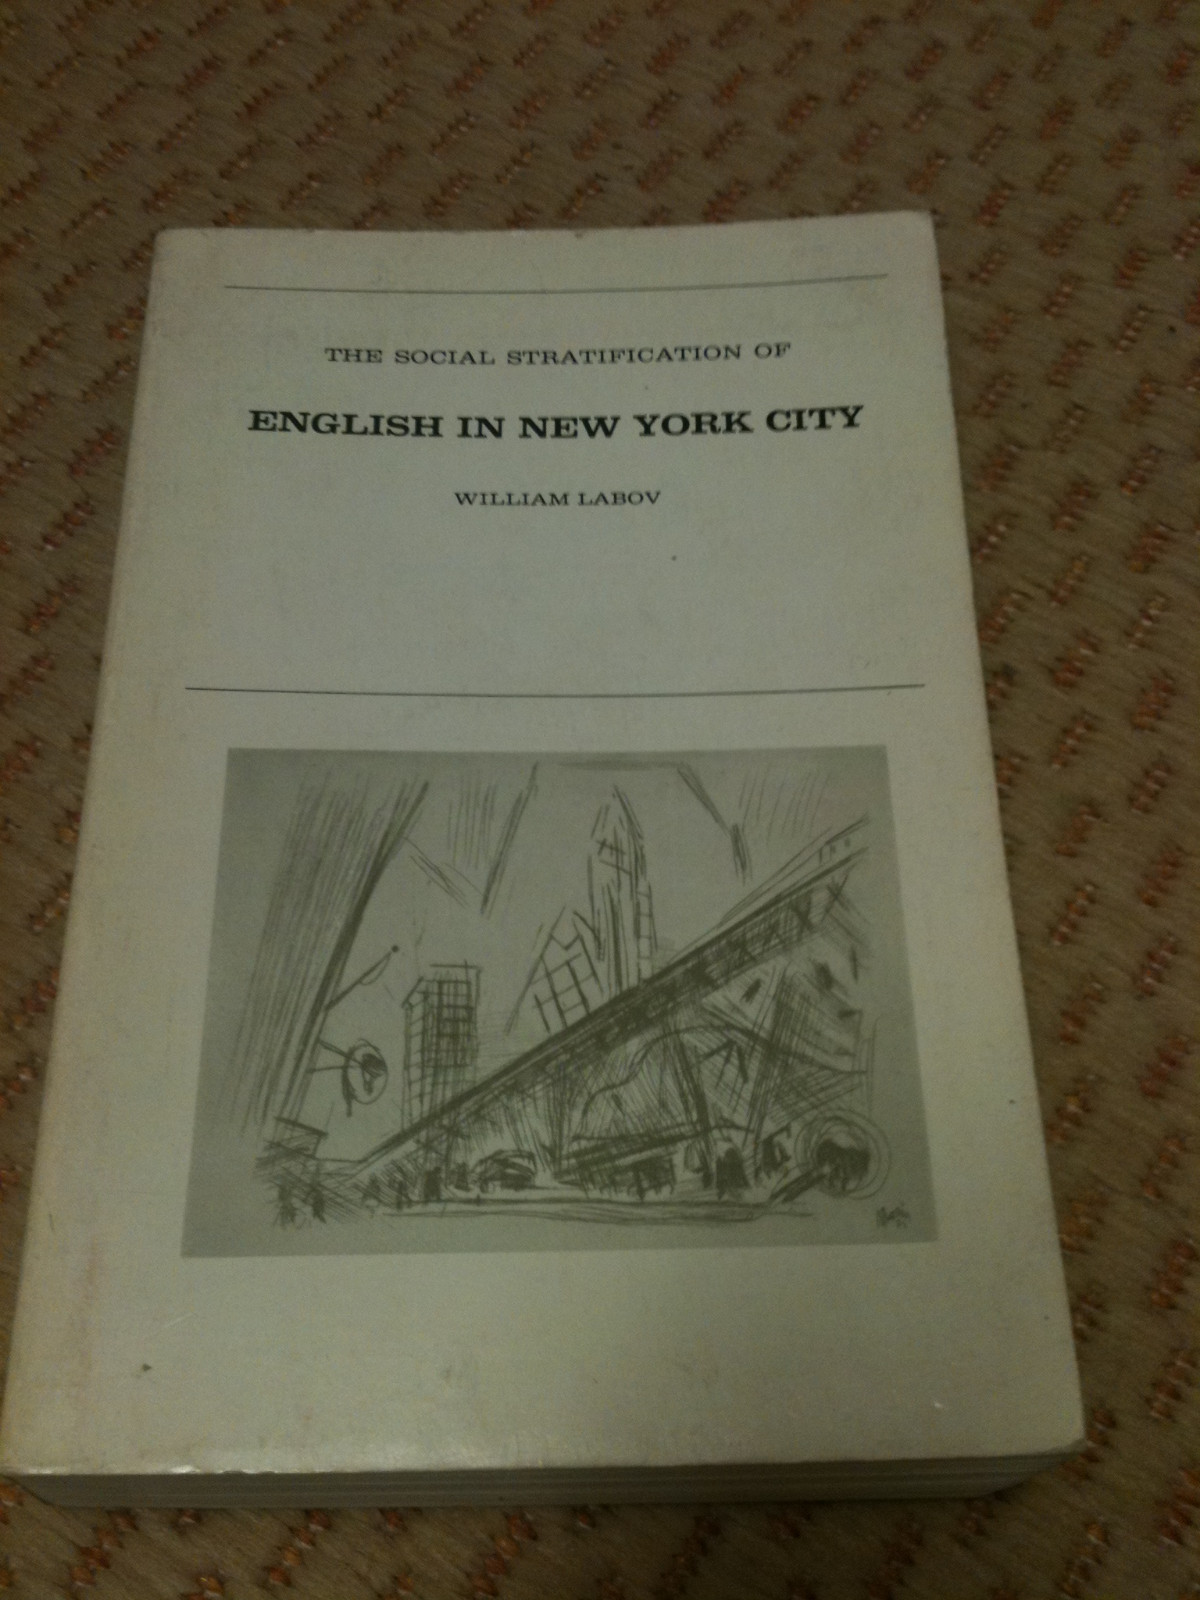 THE SOCIAL STRATIFICATION OF
ENGLISH IN NEW YORK CITY
WILLIAM LABOV